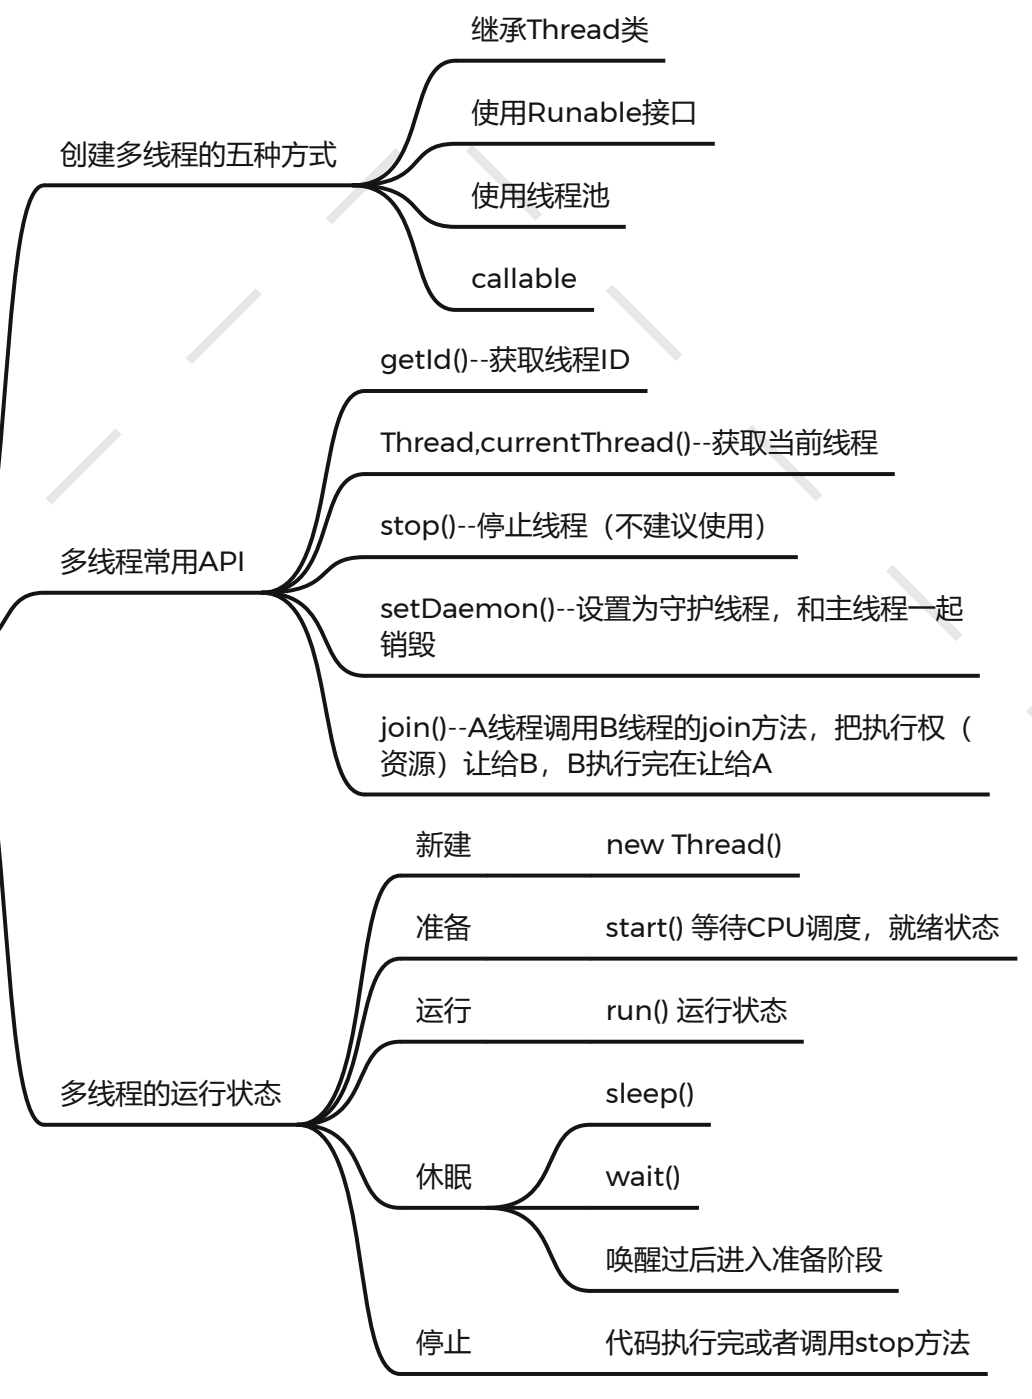 继承Thread类
使用Runable接口
创建多线程的五种方式
使用线程池
callable
getId()--获取线程ID
Thread,currentThread()--获取当前线程
stop()--停止线程（不建议使用）
多线程常用API
setDaemon()--设置为守护线程，和主线程一起
销毁
join()--A线程调用B线程的join方法，把执行权（
资源）让给B，B执行完在让给A
新建 new Thread()
准备 start() 等待CPU调度，就绪状态
运行 run() 运行状态
多线程的运行状态
sleep()
休眠 wait()
唤醒过后进入准备阶段
停止 代码执行完或者调用stop方法